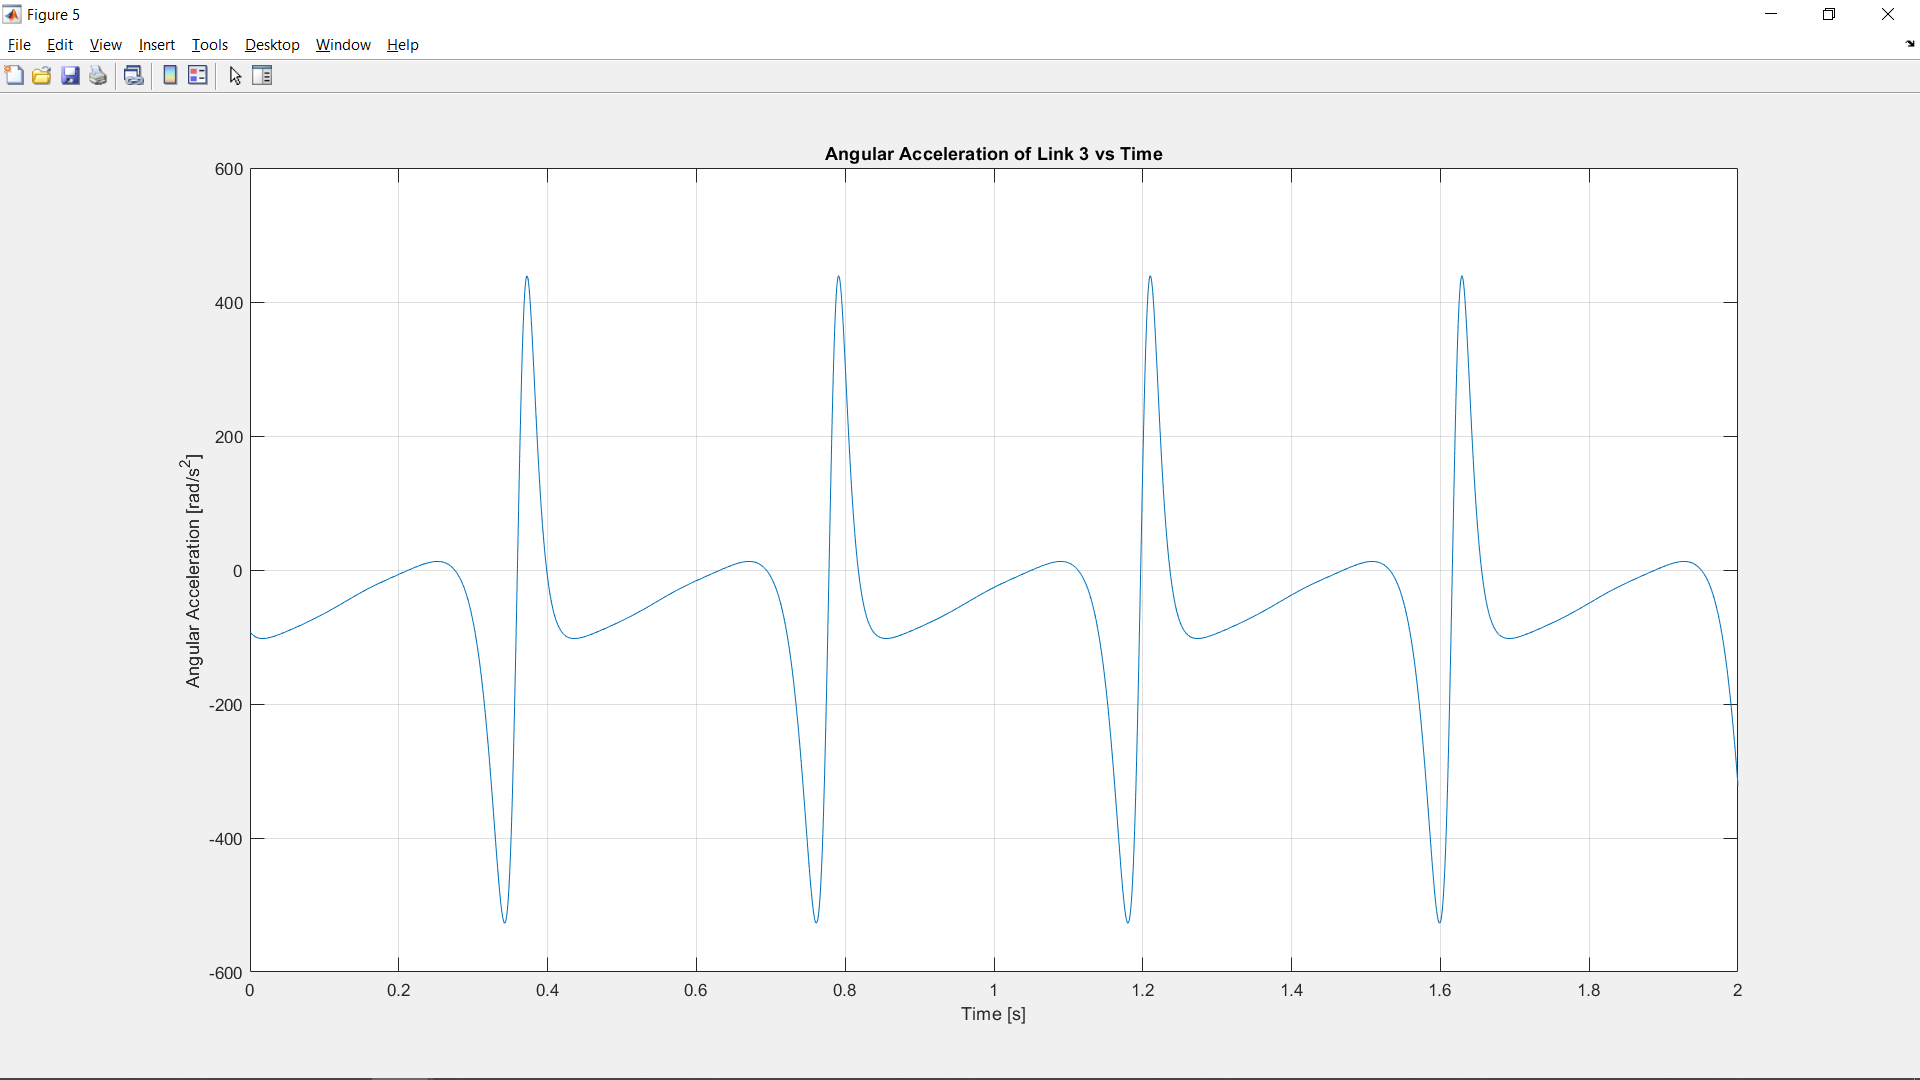 Figure 5
File Edit View Insert Tools Desktop Window Help
Angular Acceleration of Link 3 vs Time
600
400
200
0
-200
-400
-600
Angular Acceleration [rad/s^2]
0 0.2 0.4 0.6 0.8 1 1.2 1.4 1.6 1.8 2
Time [s]